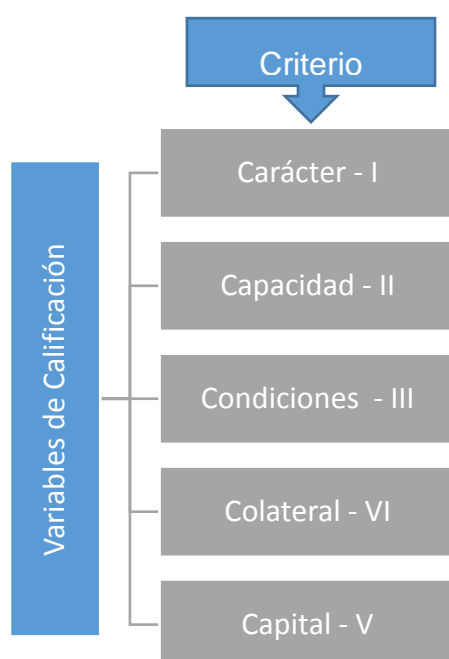 Criterio
Variables de Calificación
Carácter - I
Capacidad - II
Condiciones - III
Colateral - VI
Capital - V